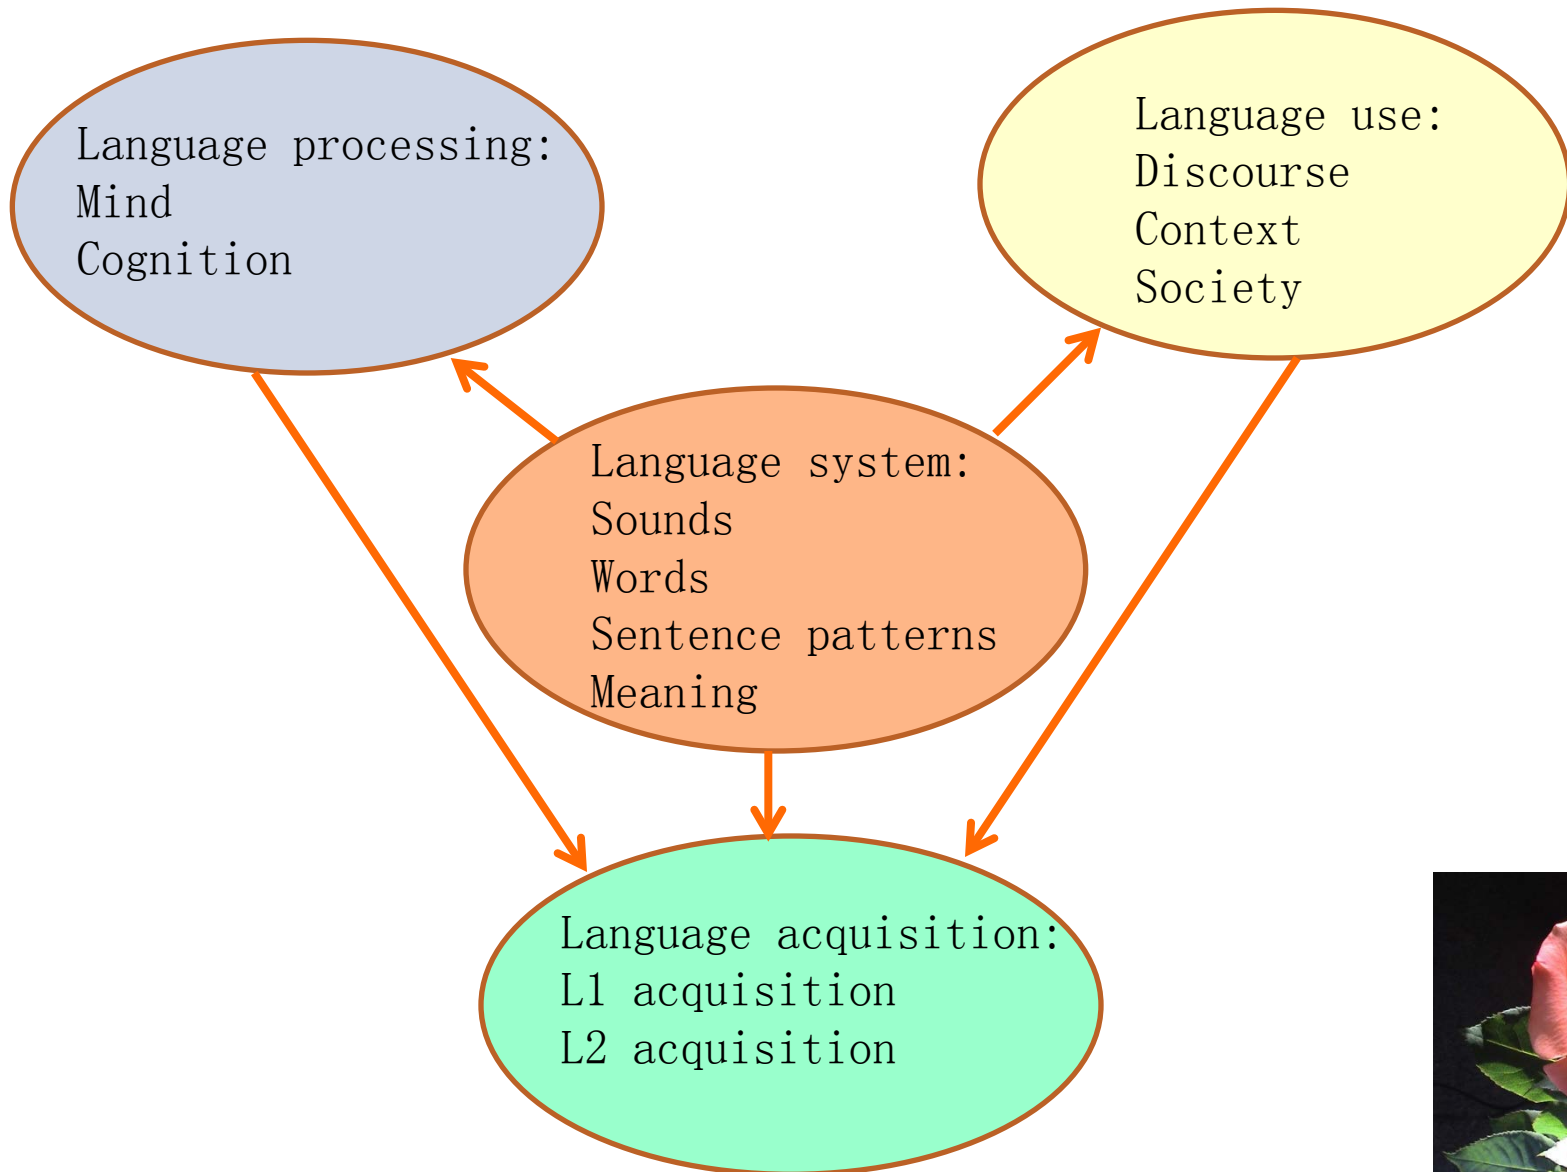 Language processing:
Mind
Cognition
Language use:
Discourse
Context
Society
Language system:
Sounds
Words
Sentence patterns
Meaning
Language acquisition:
L1 acquisition
L2 acquisition